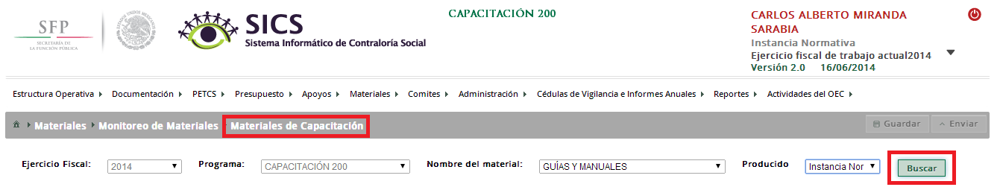 CAPACITACIÓN 200
SFP
SECRETARÍA DE
LA FUNCIÓN PÚBLICA
ESTADOS UNIDOS MEXICANOS
SICS
Sistema Informático de Contraloría Social
CARLOS ALBERTO MIRANDA
SARABIA
Instancia Normativa
Ejercicio fiscal de trabajo actual2014
Versión 2.0 16/06/2014
Estructura Operativa Documentación PETCS Presupuesto Apoyos Materiales Comites Administración Cédulas de Vigilancia e Informes Anuales Reportes Actividades del OEC
Materiales Monitoreo de Materiales Materiales de Capacitación Guardar Enviar
Ejercicio Fiscal: 2014 Programa: CAPACITACIÓN 200 Nombre del material: GUÍAS Y MANUALES Producido Instancia Nor Buscar